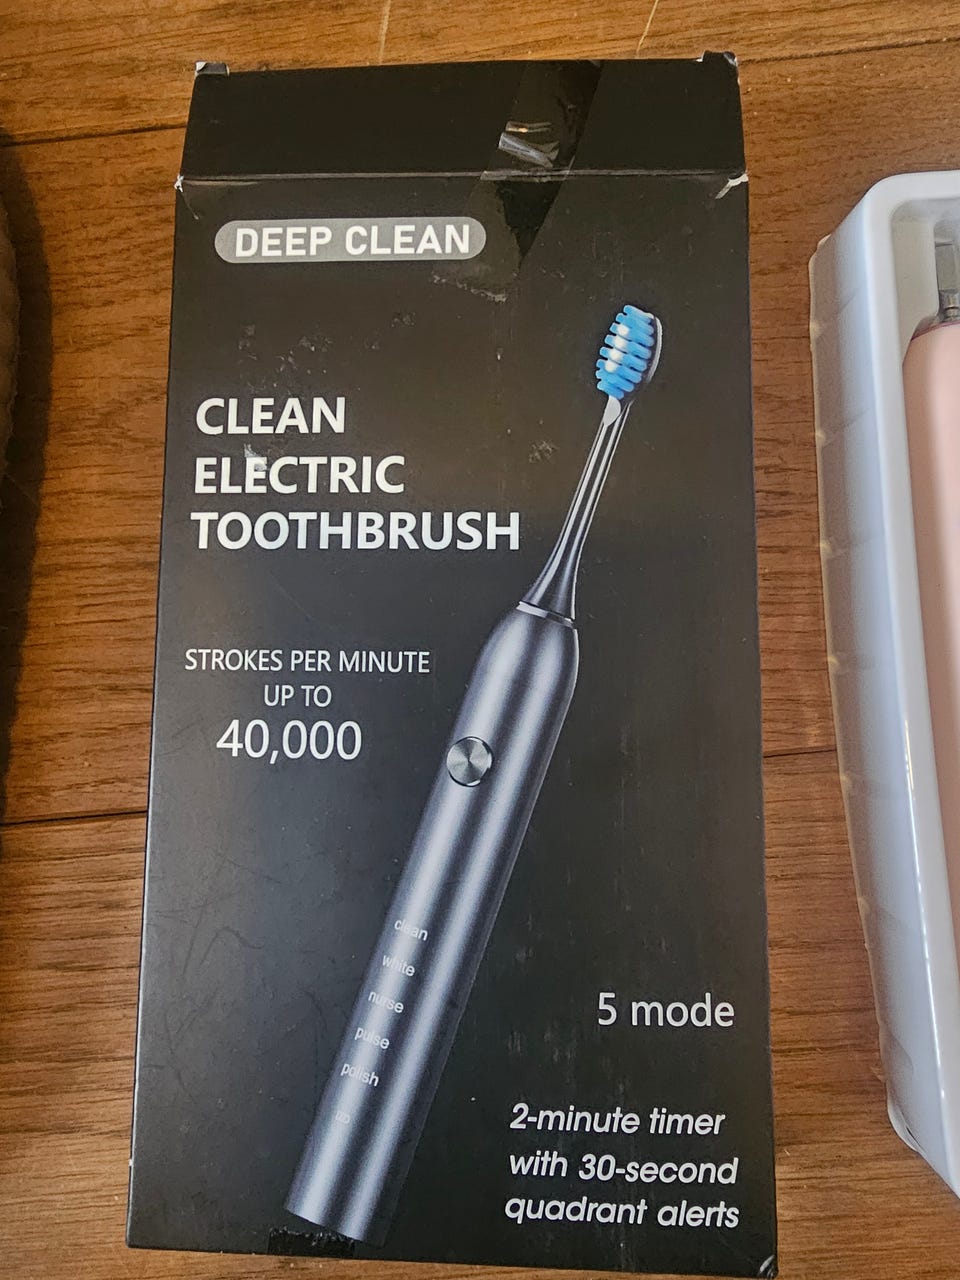 DEEP CLEAN
CLEAN
ELECTRIC
TOOTHBRUSH
STROKES PER MINUTE
UP TO
40,000
clean
white
nurse
pulse
polish
5 mode
2-minute timer
with 30-second
quadrant alerts